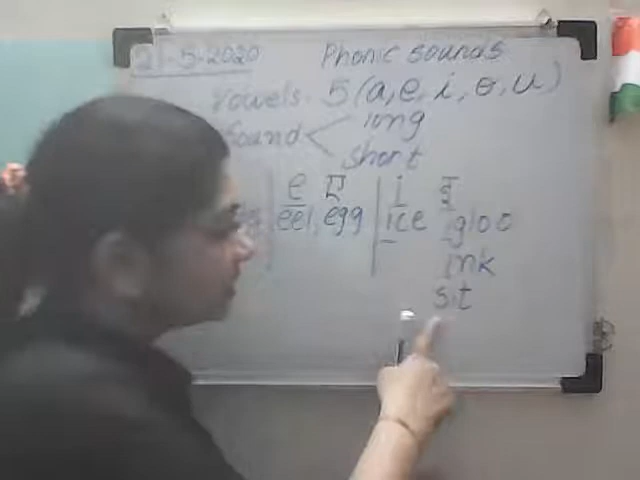 21-5-2020 Phonic sounds
Vowels. 5 (a, e, i, o, u)
Sound long
short
e i इ
eel, egg ice igloo
ink
sit